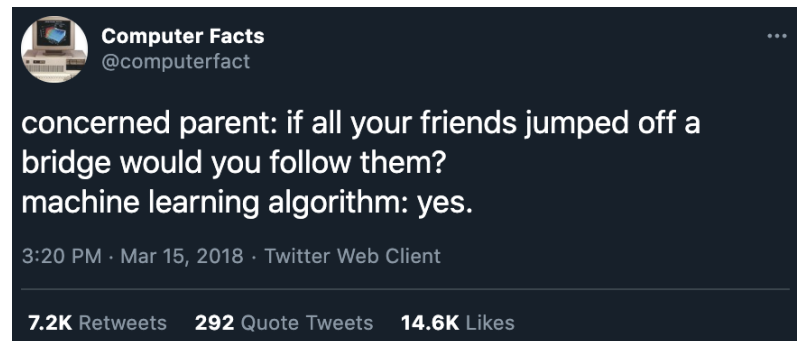 Computer Facts
@computerfact
concerned parent: if all your friends jumped off a
bridge would you follow them?
machine learning algorithm: yes.
3:20 PM · Mar 15, 2018 · Twitter Web Client
7.2K Retweets 292 Quote Tweets 14.6K Likes